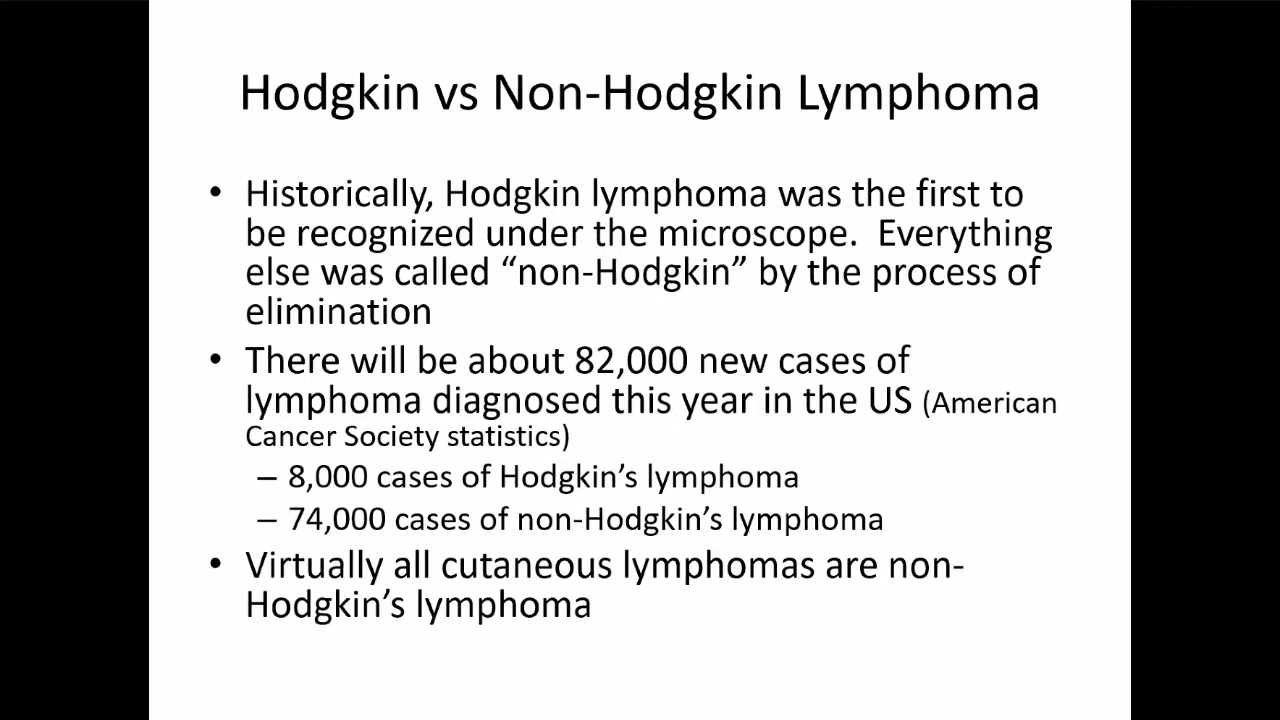 Hodgkin vs Non-Hodgkin Lymphoma
• Historically, Hodgkin lymphoma was the first to
be recognized under the microscope.  Everything
else was called “non-Hodgkin” by the process of
elimination
• There will be about 82,000 new cases of
lymphoma diagnosed this year in the US (American
Cancer Society statistics)
– 8,000 cases of Hodgkin’s lymphoma
– 74,000 cases of non-Hodgkin’s lymphoma
• Virtually all cutaneous lymphomas are non-
Hodgkin’s lymphoma